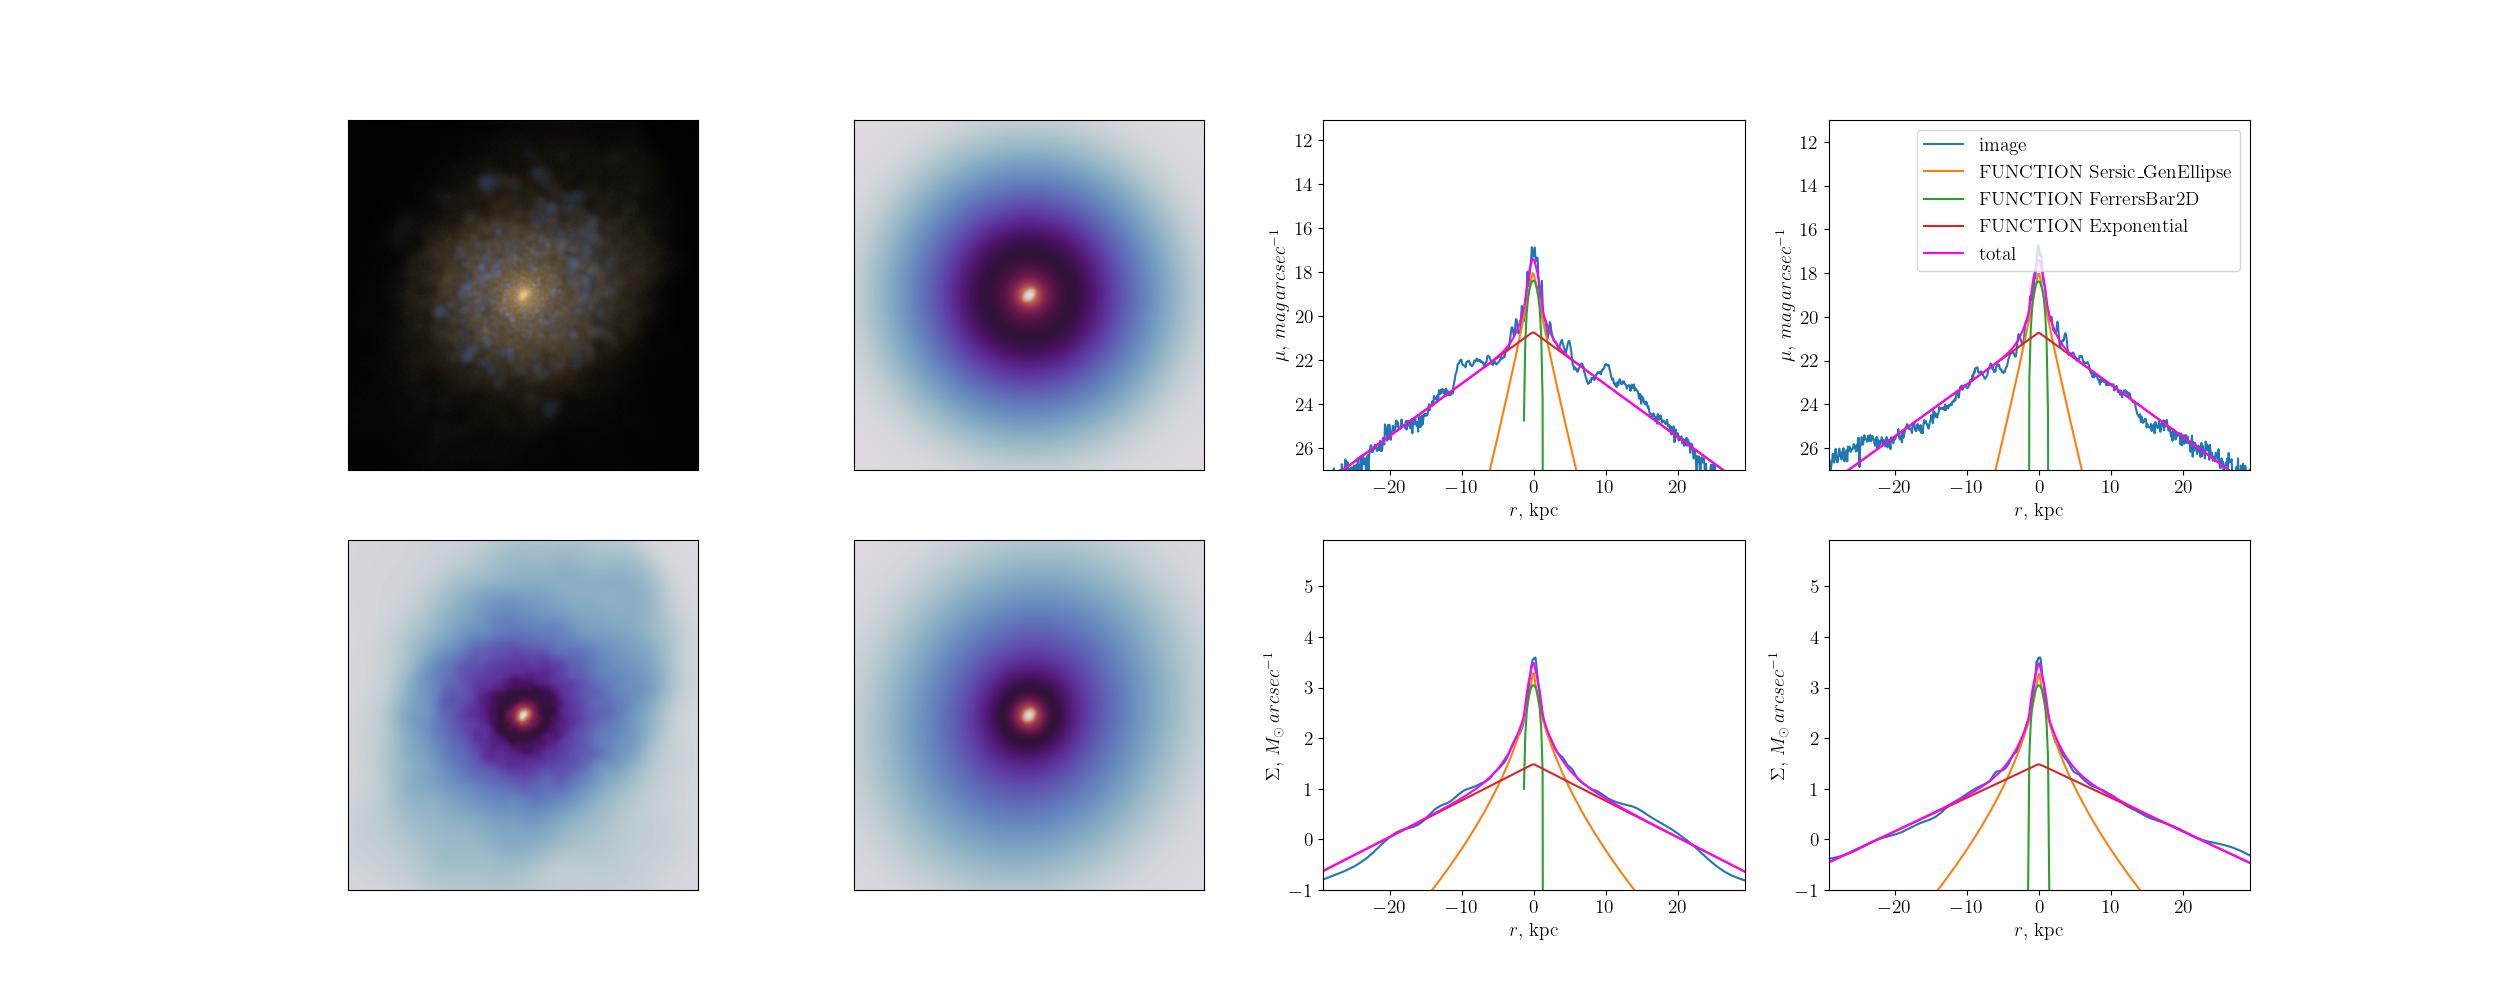 12
14
16
18
20
22
24
26
μ, mag arcsec⁻¹
−20 −10 0 10 20
r, kpc
12
14
16
18
20
22
24
26
μ, mag arcsec⁻¹
image
FUNCTION Sersic_GenEllipse
FUNCTION FerrersBar2D
FUNCTION Exponential
total
−20 −10 0 10 20
r, kpc
5
4
3
2
1
0
−1
Σ, M⊙ arcsec⁻¹
−20 −10 0 10 20
r, kpc
5
4
3
2
1
0
−1
Σ, M⊙ arcsec⁻¹
−20 −10 0 10 20
r, kpc